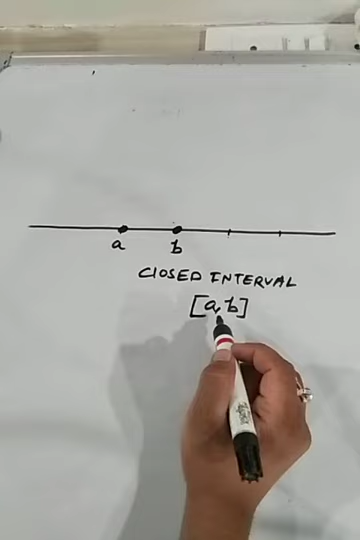 a b
CLOSED INTERVAL
[a, b]